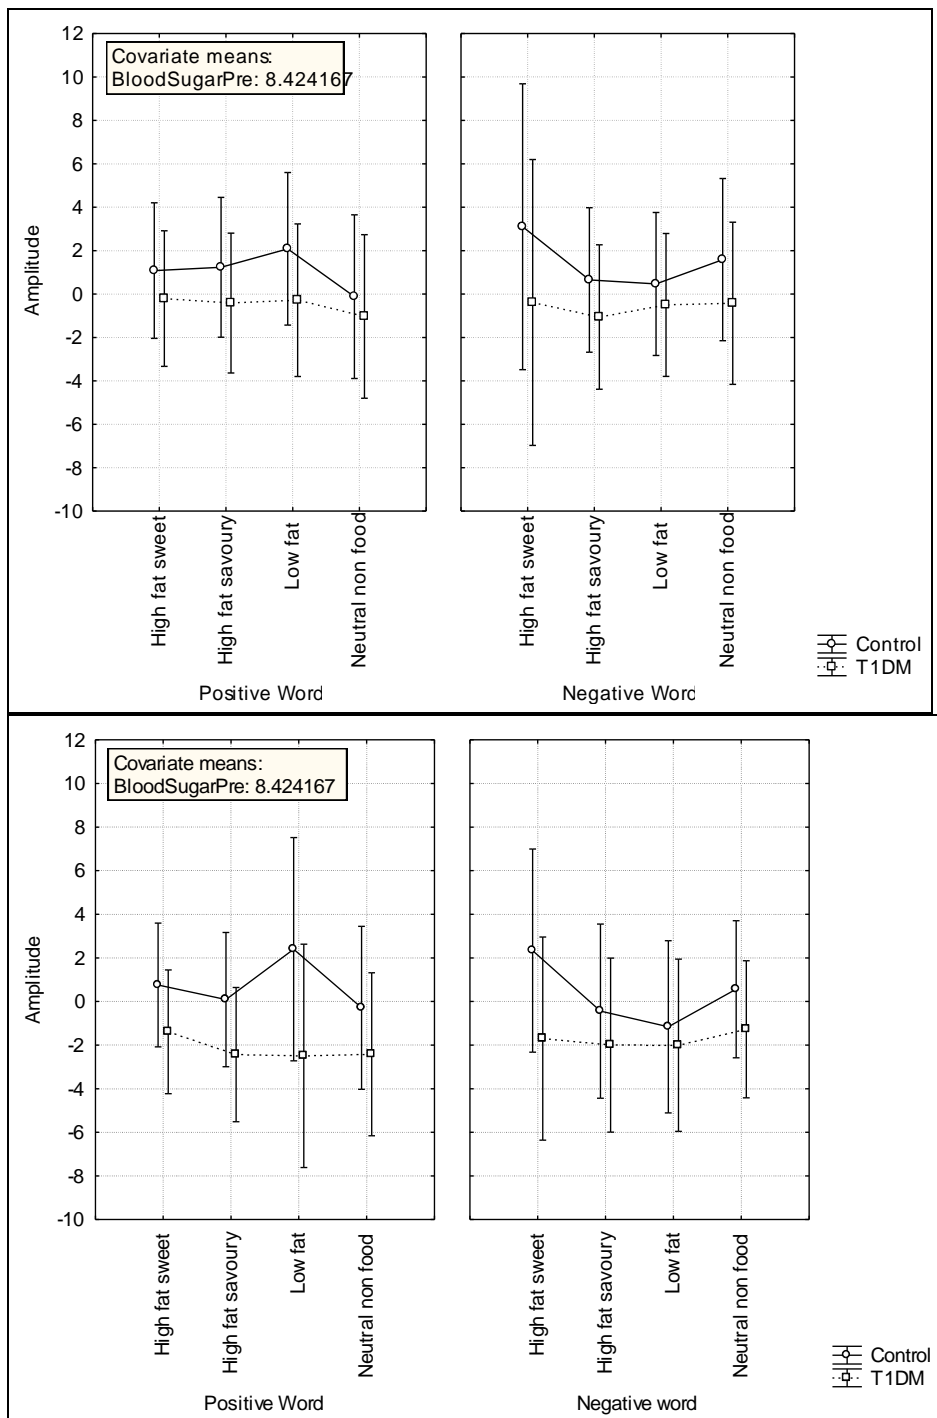 Covariate means:
BloodSugarPre: 8.424167
12
10
8
6
4
2
0
-2
-4
-6
-8
-10
Amplitude
High fat sweet
High fat savoury
Low fat
Neutral non food
Positive Word
High fat sweet
High fat savoury
Low fat
Neutral non food
Negative Word
Control
T1DM
Covariate means:
BloodSugarPre: 8.424167
12
10
8
6
4
2
0
-2
-4
-6
-8
-10
Amplitude
High fat sweet
High fat savoury
Low fat
Neutral non food
Positive Word
High fat sweet
High fat savoury
Low fat
Neutral non food
Negative word
Control
T1DM